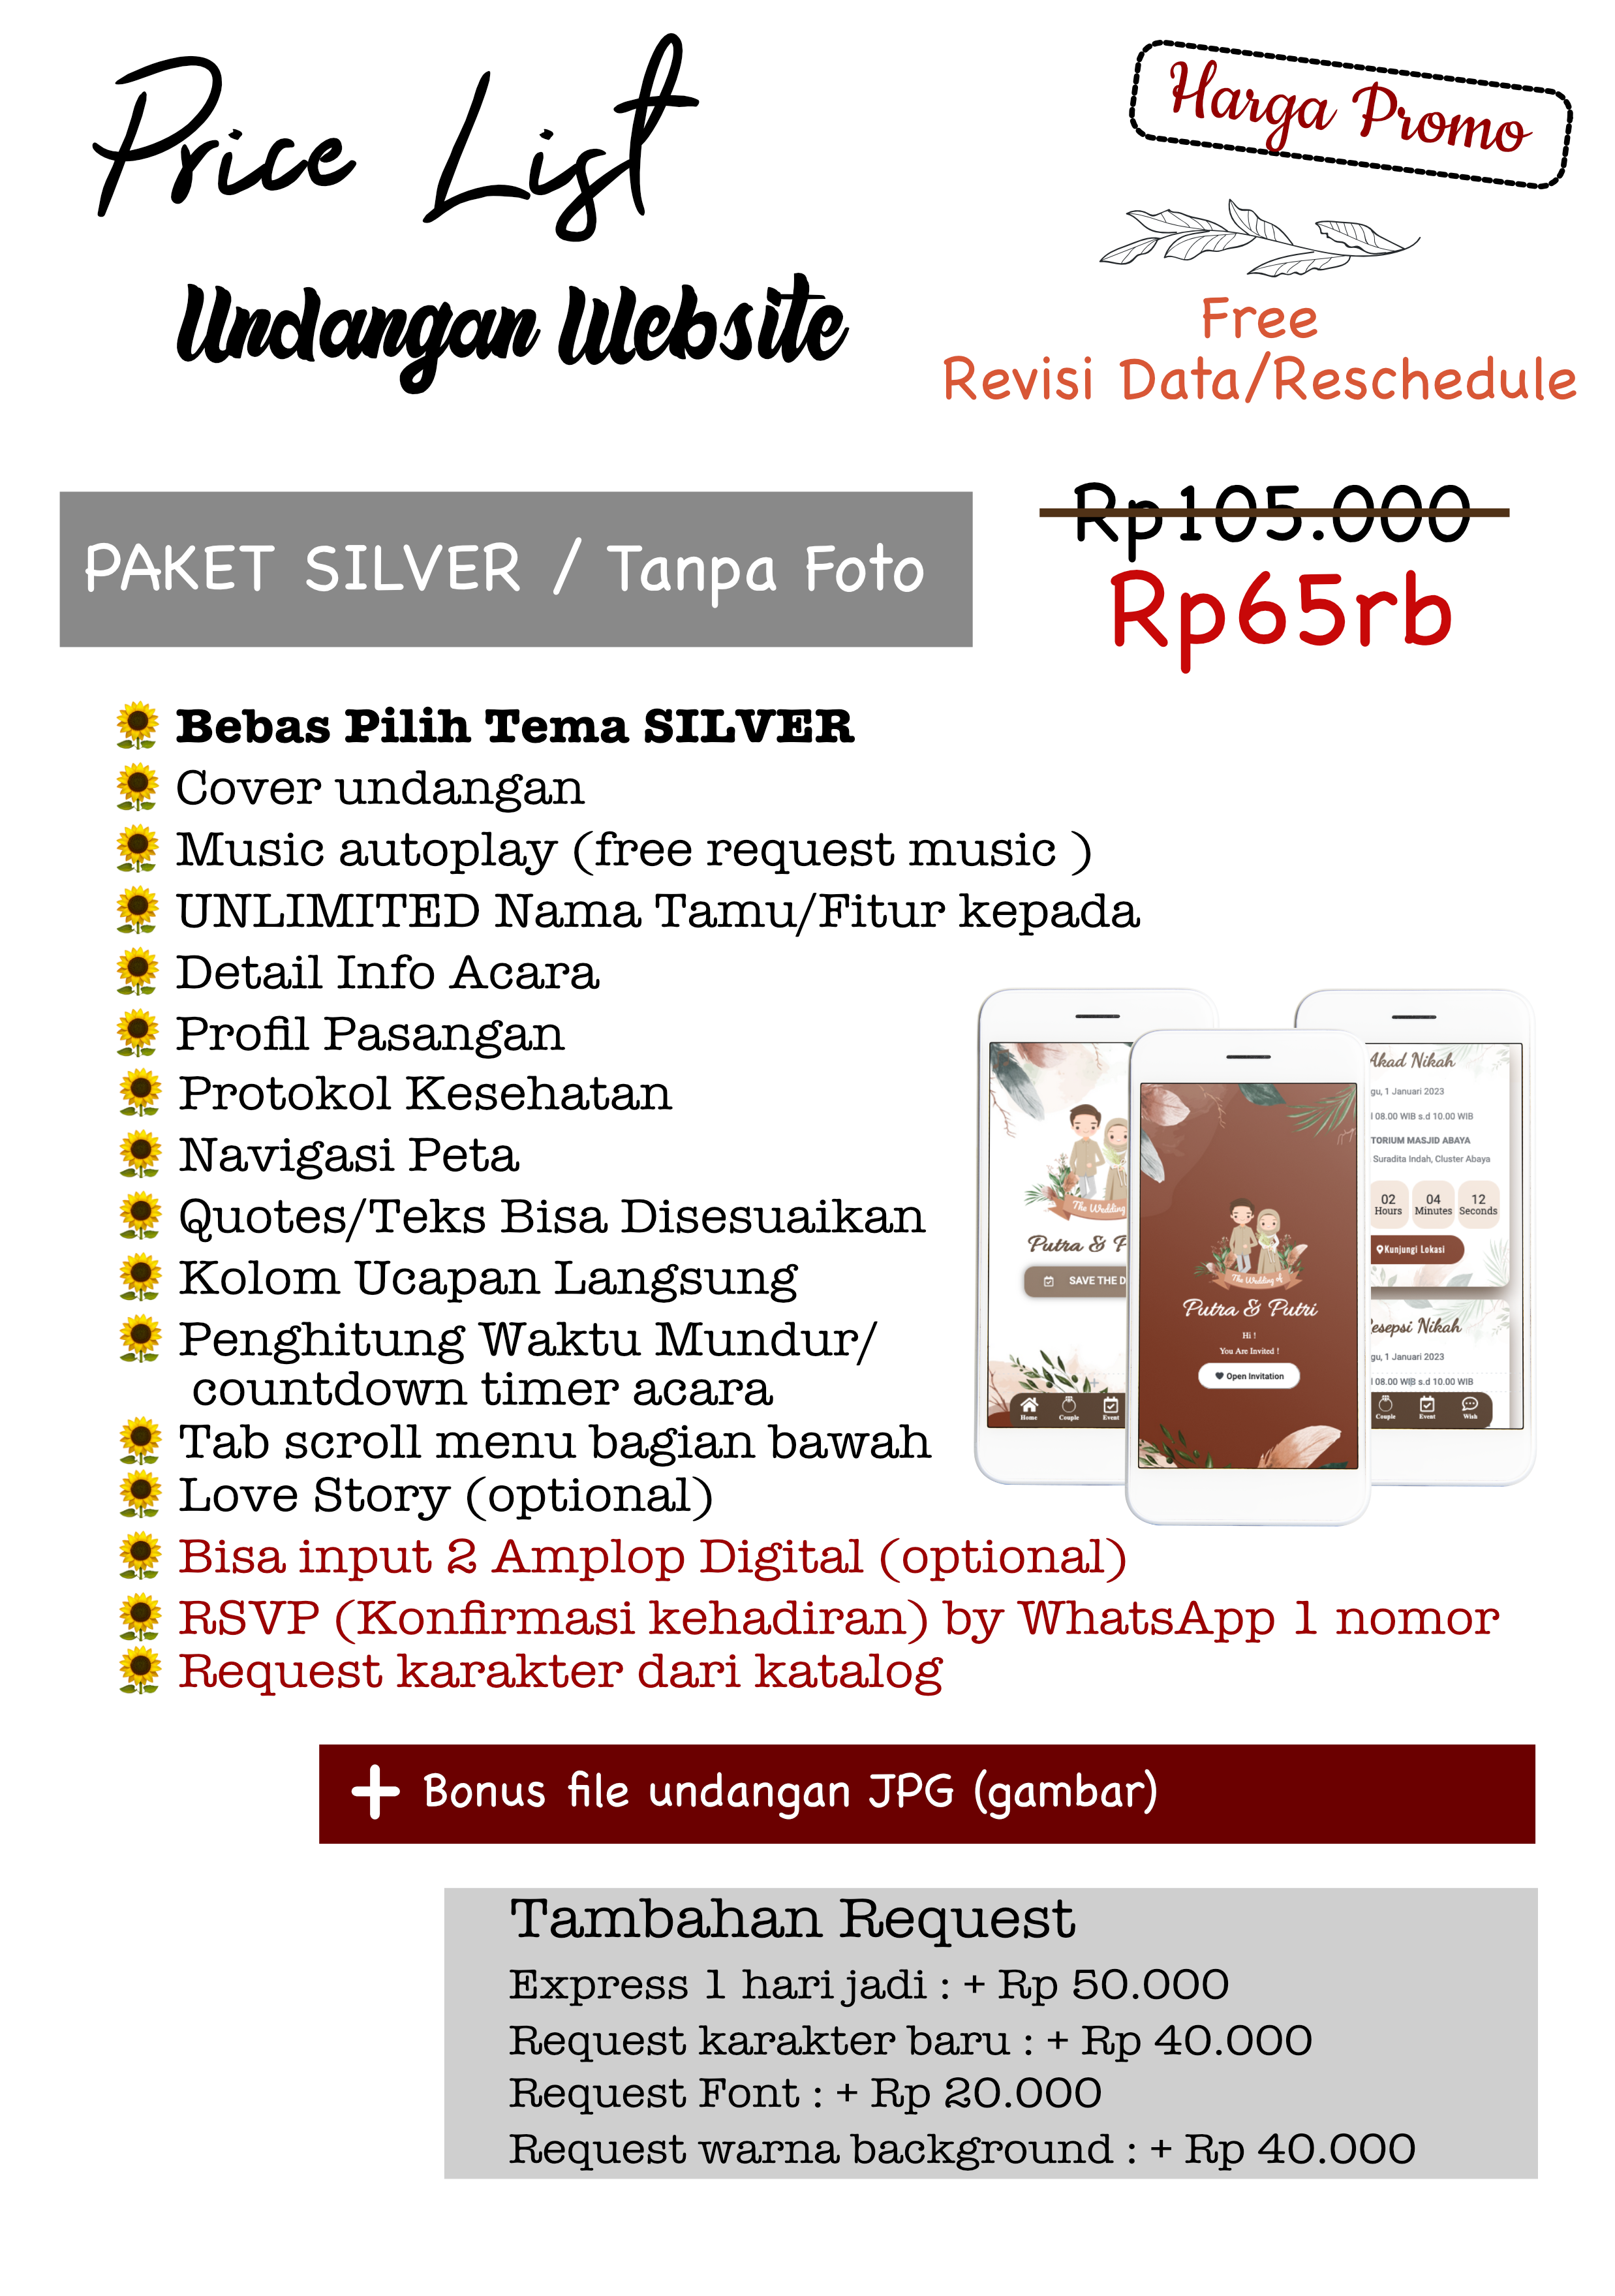 Price List
Harga Promo
Undangan Website
Free
Revisi Data/Reschedule
PAKET SILVER / Tanpa Foto
Rp105.000
Rp65rb
Bebas Pilih Tema SILVER
Cover undangan
Music autoplay (free request music )
UNLIMITED Nama Tamu/Fitur kepada
Detail Info Acara
Profil Pasangan
Protokol Kesehatan
Navigasi Peta
Quotes/Teks Bisa Disesuaikan
Kolom Ucapan Langsung
Penghitung Waktu Mundur/
countdown timer acara
Tab scroll menu bagian bawah
Love Story (optional)
Bisa input 2 Amplop Digital (optional)
RSVP (Konfirmasi kehadiran) by WhatsApp 1 nomor
Request karakter dari katalog
The Wedding
Putra & P
SAVE THE D
Home Couple Event
The Wedding of
Putra & Putri
Hi !
You Are Invited !
Open Invitation
Akad Nikah
gu, 1 Januari 2023
08.00 WIB s.d 10.00 WIB
TORIUM MASJID ABAYA
Suradita Indah, Cluster Abaya
02 04 12
Hours Minutes Seconds
Kunjungi Lokasi
esepsi Nikah
gu, 1 Januari 2023
08.00 WIB s.d 10.00 WIB
Couple Event Wish
+ Bonus file undangan JPG (gambar)
Tambahan Request
Express 1 hari jadi : + Rp 50.000
Request karakter baru : + Rp 40.000
Request Font : + Rp 20.000
Request warna background : + Rp 40.000